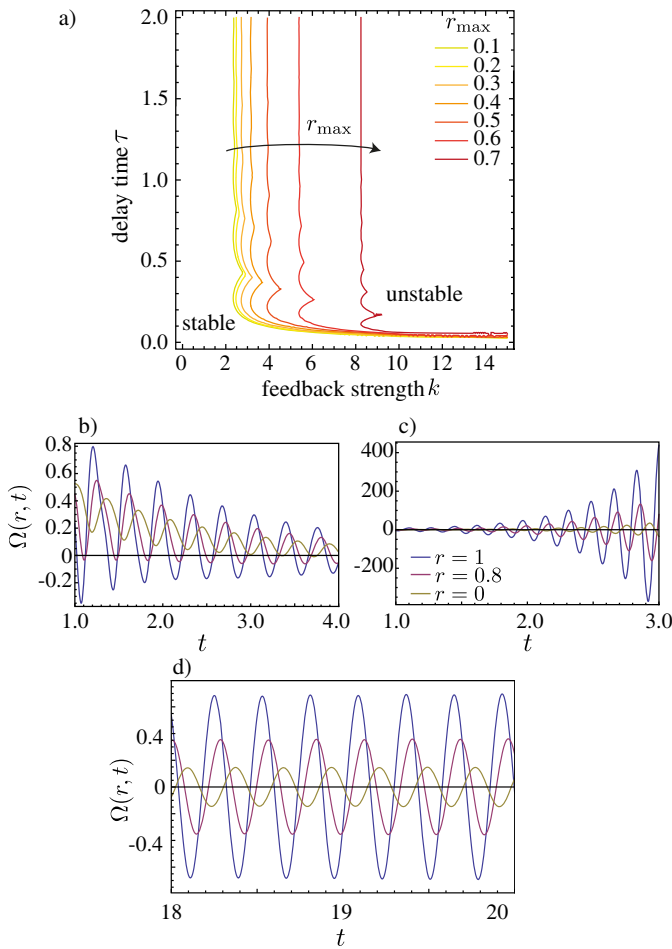 a)
2.0
1.5
1.0
0.5
0.0
delay time τ
r_max
0.1
0.2
0.3
0.4
0.5
0.6
0.7
r_max
unstable
stable
0 2 4 6 8 10 12 14
feedback strength k
b)
0.8
0.6
0.4
0.2
0
-0.2
Ω(r, t)
1.0 2.0 3.0 4.0
t
c)
400
200
0
-200
r = 1
r = 0.8
r = 0
1.0 2.0 3.0
t
d)
0.4
0
-0.4
Ω(r, t)
18 19 20
t